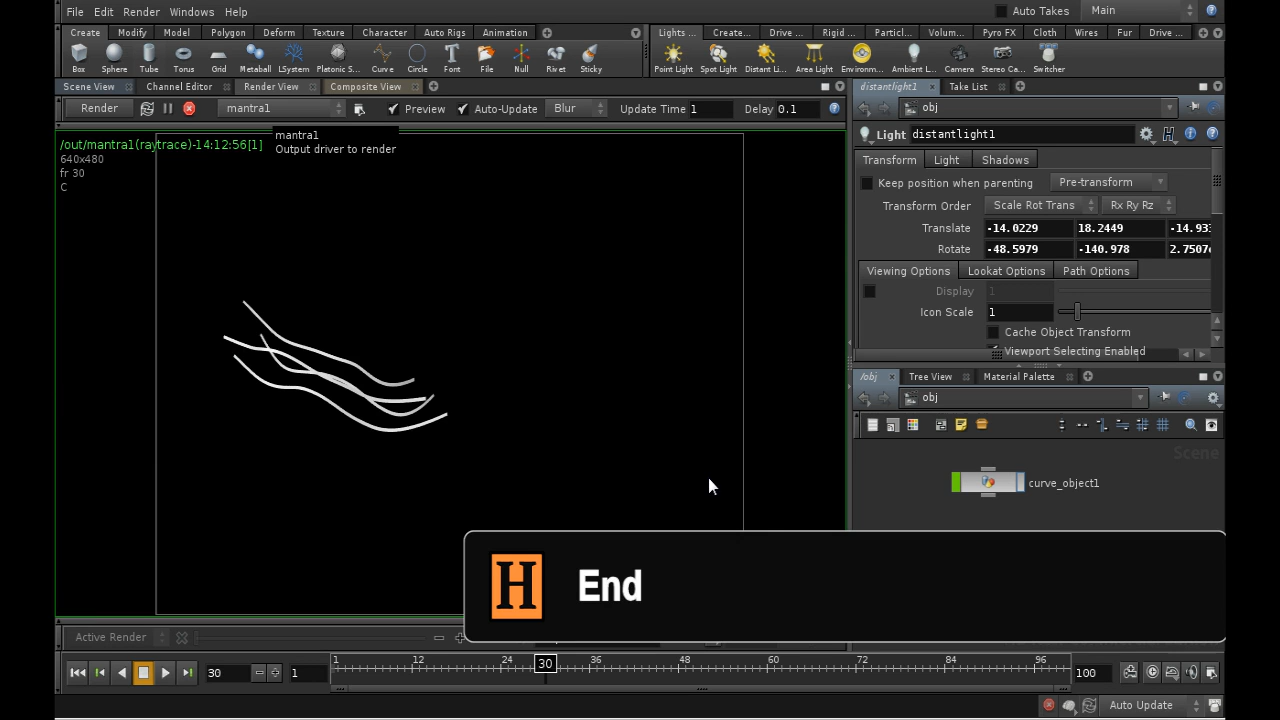 File Edit Render Windows Help
Auto Takes Main
Create Modify Model Polygon Deform Texture Character Auto Rigs Animation
Lights ... Create... Drive ... Rigid ... Particl... Volum... Pyro FX Cloth Wires Fur Drive ...
Box Sphere Tube Torus Grid Metaball LSystem Platonic S... Curve Circle Font File Null Rivet Sticky
Point Light Spot Light Distant Li... Area Light Environm... Ambient L... Camera Stereo Ca... Switcher
Scene View Channel Editor Render View Composite View
distantlight1 Take List
Render mantra1 Preview Auto-Update Blur Update Time 1 Delay 0.1
obj
mantra1
Output driver to render
/out/mantra1(raytrace)-14:12:56[1]
640x480
fr 30
C
Light distantlight1
Transform Light Shadows
Keep position when parenting Pre-transform
Transform Order Scale Rot Trans Rx Ry Rz
Translate -14.0229 18.2449 -14.93
Rotate -48.5979 -140.978 2.750
Viewing Options Lookat Options Path Options
Display 1
Icon Scale 1
Cache Object Transform
Viewport Selecting Enabled
/obj Tree View Material Palette
obj
Scene
curve_object1
H End
Active Render
30 1 1 12 24 30 36 48 60 72 84 96 100
Auto Update